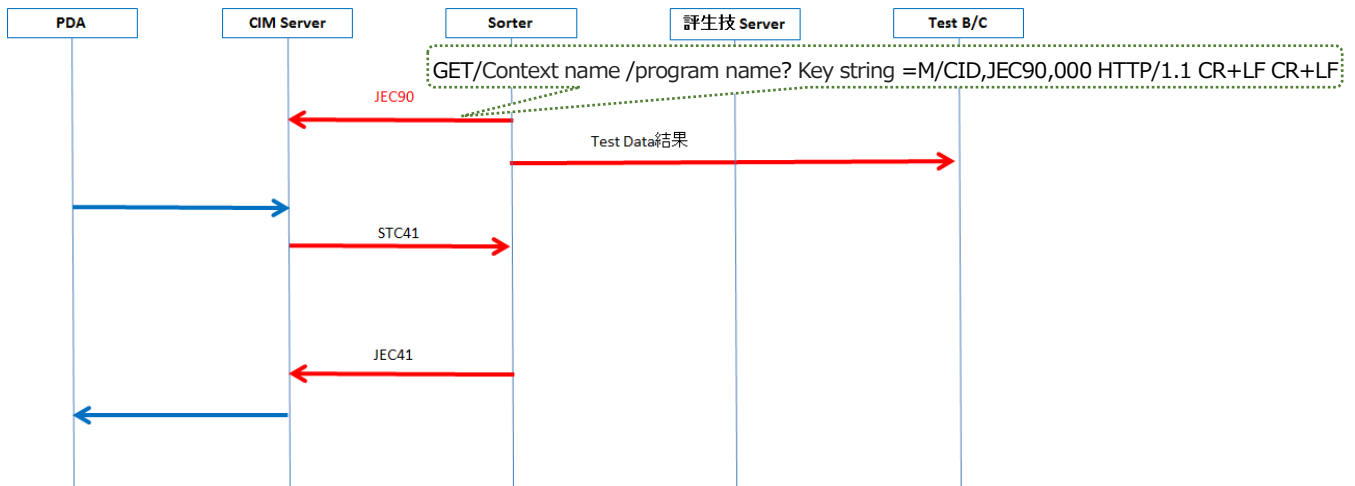 PDA
CIM Server
Sorter
評生技 Server
Test B/C
GET/Context name /program name? Key string =M/CID,JEC90,000 HTTP/1.1 CR+LF CR+LF
JEC90
Test Data結果
STC41
JEC41